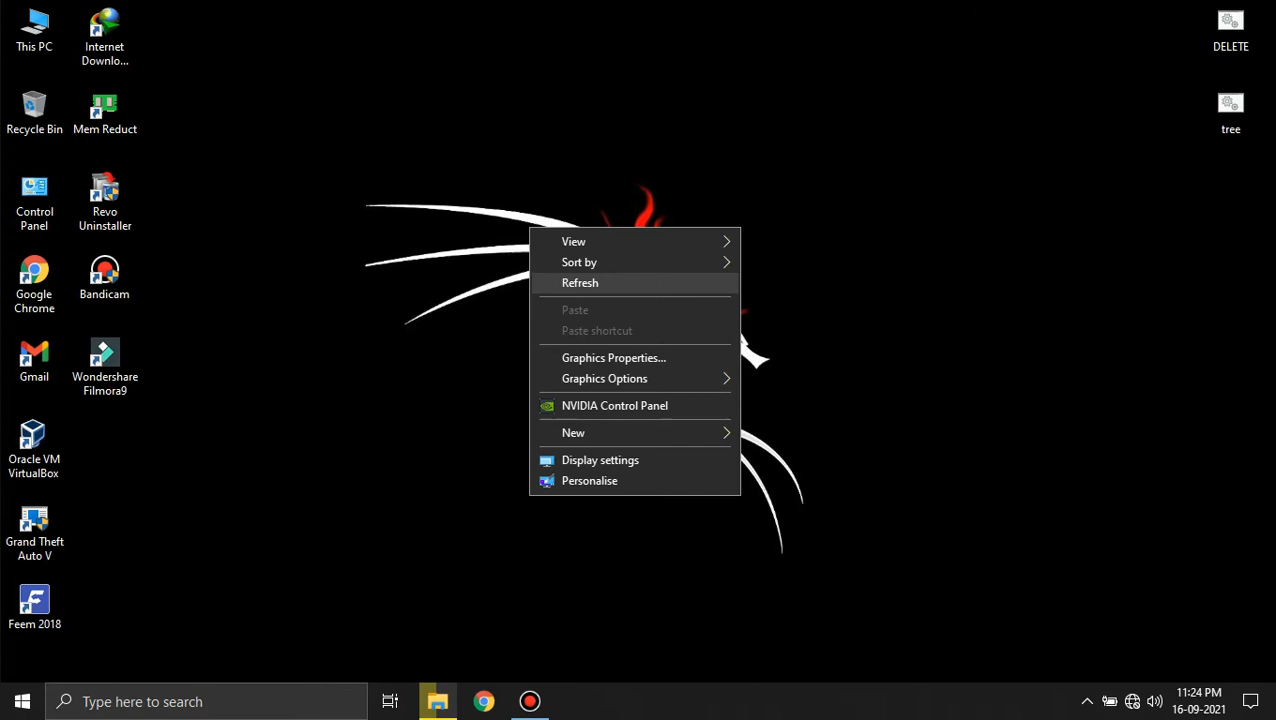 This PC
Internet
Downlo...
Recycle Bin
Mem Reduct
Control
Panel
Revo
Uninstaller
Google
Chrome
Bandicam
Gmail
Wondershare
Filmora9
Oracle VM
VirtualBox
Grand Theft
Auto V
Feem 2018
DELETE
tree
View
Sort by
Refresh
Paste
Paste shortcut
Graphics Properties...
Graphics Options
NVIDIA Control Panel
New
Display settings
Personalise
Type here to search
11:24 PM
16-09-2021